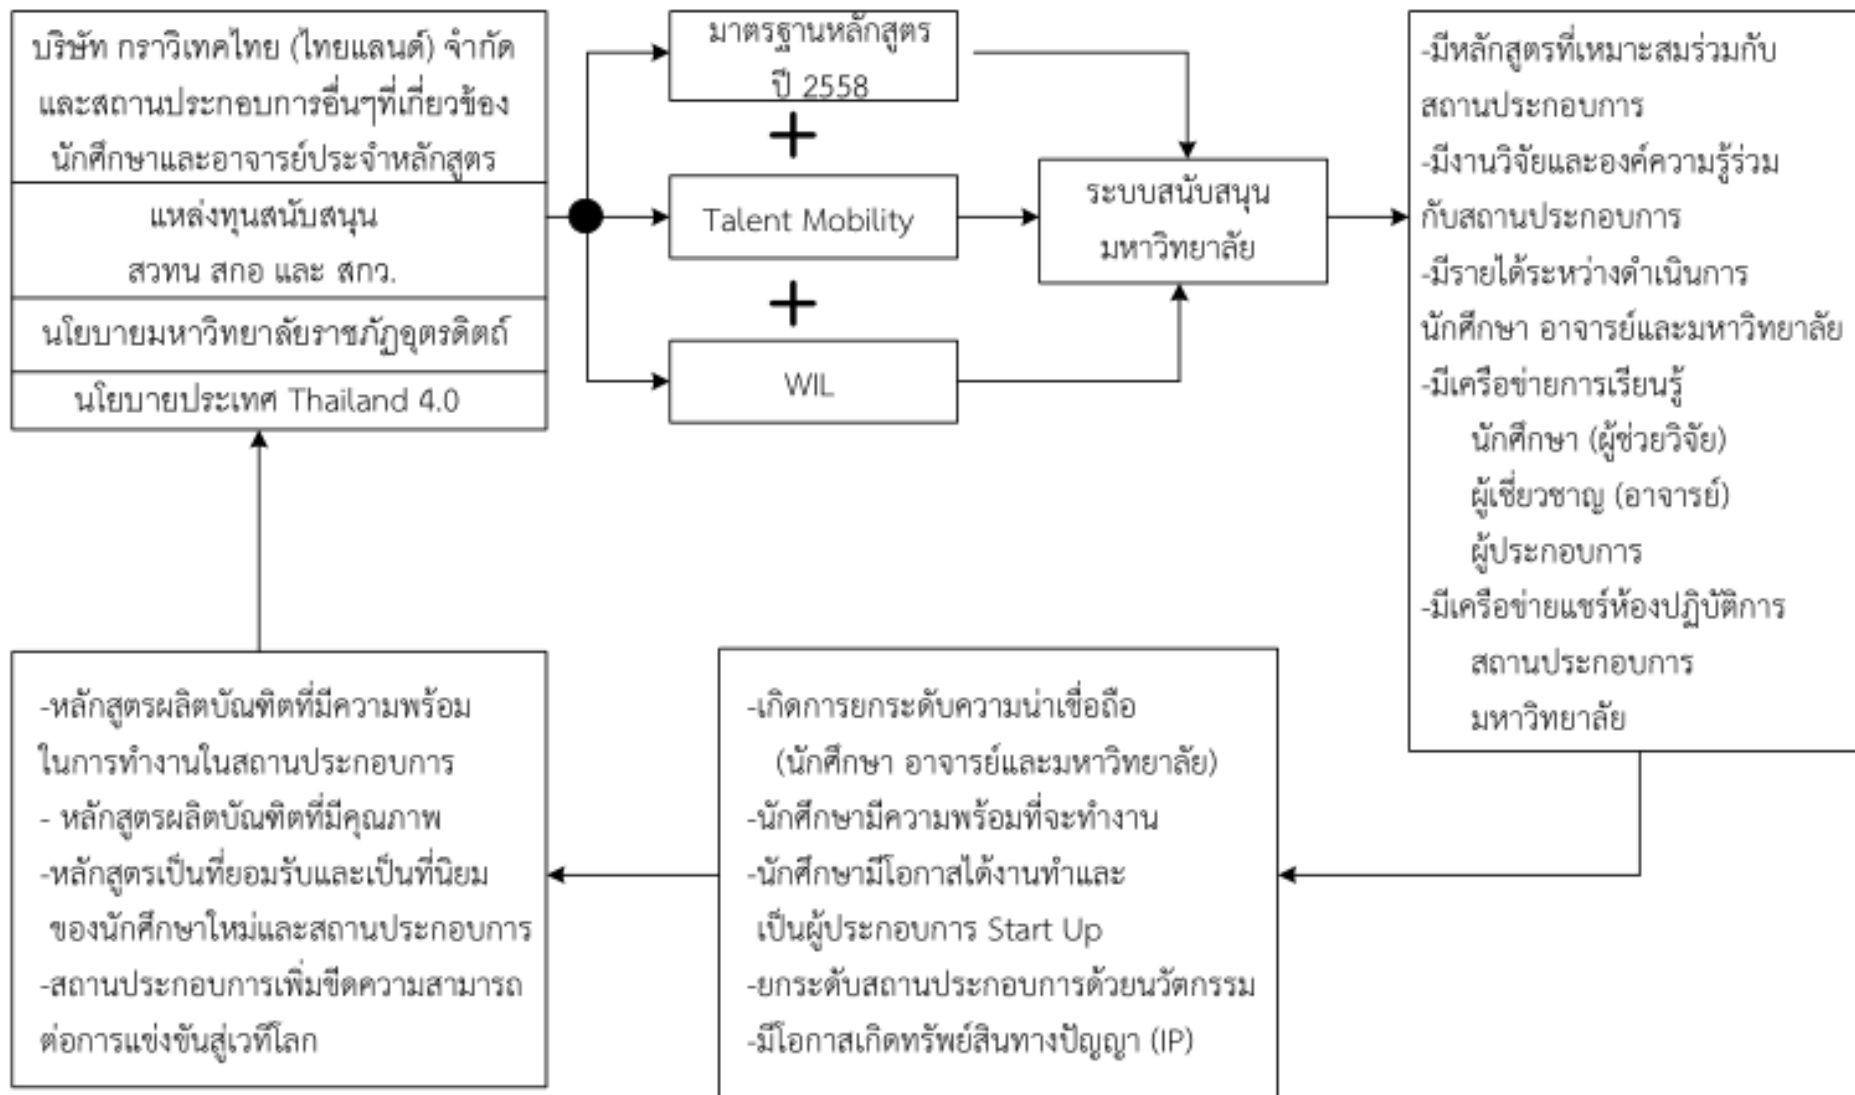 บริษัท กราวิเทคไทย (ไทยแลนด์) จำกัด
และสถานประกอบการอื่นๆที่เกี่ยวข้อง
นักศึกษาและอาจารย์ประจำหลักสูตร
แหล่งทุนสนับสนุน
สวทน สกอ และ สกว.
นโยบายมหาวิทยาลัยราชภัฏอุตรดิตถ์
นโยบายประเทศ Thailand 4.0
มาตรฐานหลักสูตร
ปี 2558
+
Talent Mobility
+
WIL
ระบบสนับสนุน
มหาวิทยาลัย
-มีหลักสูตรที่เหมาะสมร่วมกับ
สถานประกอบการ
-มีงานวิจัยและองค์ความรู้ร่วม
กับสถานประกอบการ
-มีรายได้ระหว่างดำเนินการ
นักศึกษา อาจารย์และมหาวิทยาลัย
-มีเครือข่ายการเรียนรู้
นักศึกษา (ผู้ช่วยวิจัย)
ผู้เชี่ยวชาญ (อาจารย์)
ผู้ประกอบการ
-มีเครือข่ายแชร์ห้องปฏิบัติการ
สถานประกอบการ
มหาวิทยาลัย
-เกิดการยกระดับความน่าเชื่อถือ
(นักศึกษา อาจารย์และมหาวิทยาลัย)
-นักศึกษามีความพร้อมที่จะทำงาน
-นักศึกษามีโอกาสได้งานทำและ
เป็นผู้ประกอบการ Start Up
-ยกระดับสถานประกอบการด้วยนวัตกรรม
-มีโอกาสเกิดทรัพย์สินทางปัญญา (IP)
-หลักสูตรผลิตบัณฑิตที่มีความพร้อม
ในการทำงานในสถานประกอบการ
- หลักสูตรผลิตบัณฑิตที่มีคุณภาพ
-หลักสูตรเป็นที่ยอมรับและเป็นที่นิยม
ของนักศึกษาใหม่และสถานประกอบการ
-สถานประกอบการเพิ่มขีดความสามารถ
ต่อการแข่งขันสู่เวทีโลก